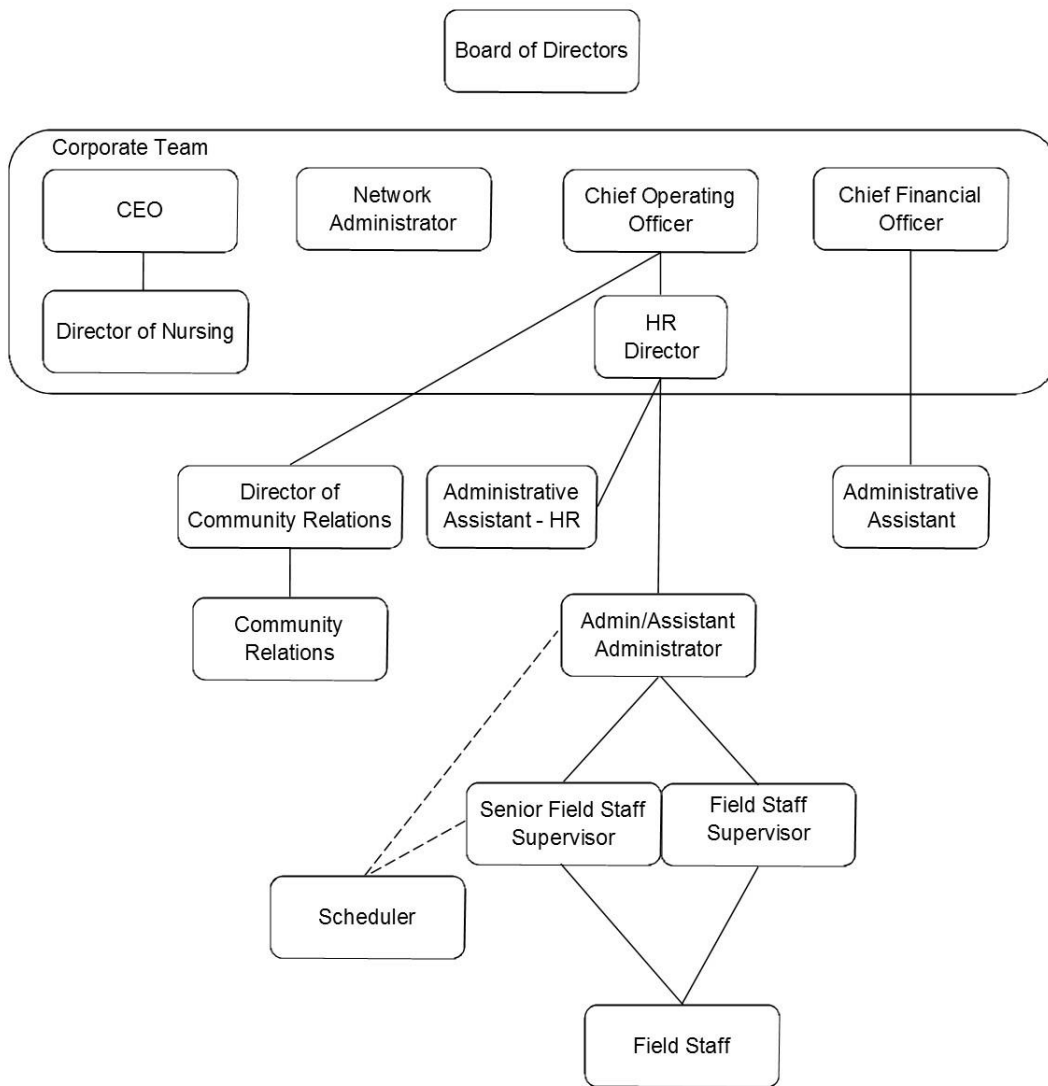 Board of Directors
Corporate Team
CEO
Network
Administrator
Chief Operating
Officer
Chief Financial
Officer
Director of Nursing
HR
Director
Director of
Community Relations
Administrative
Assistant - HR
Administrative
Assistant
Community
Relations
Admin/Assistant
Administrator
Senior Field Staff
Supervisor
Field Staff
Supervisor
Scheduler
Field Staff